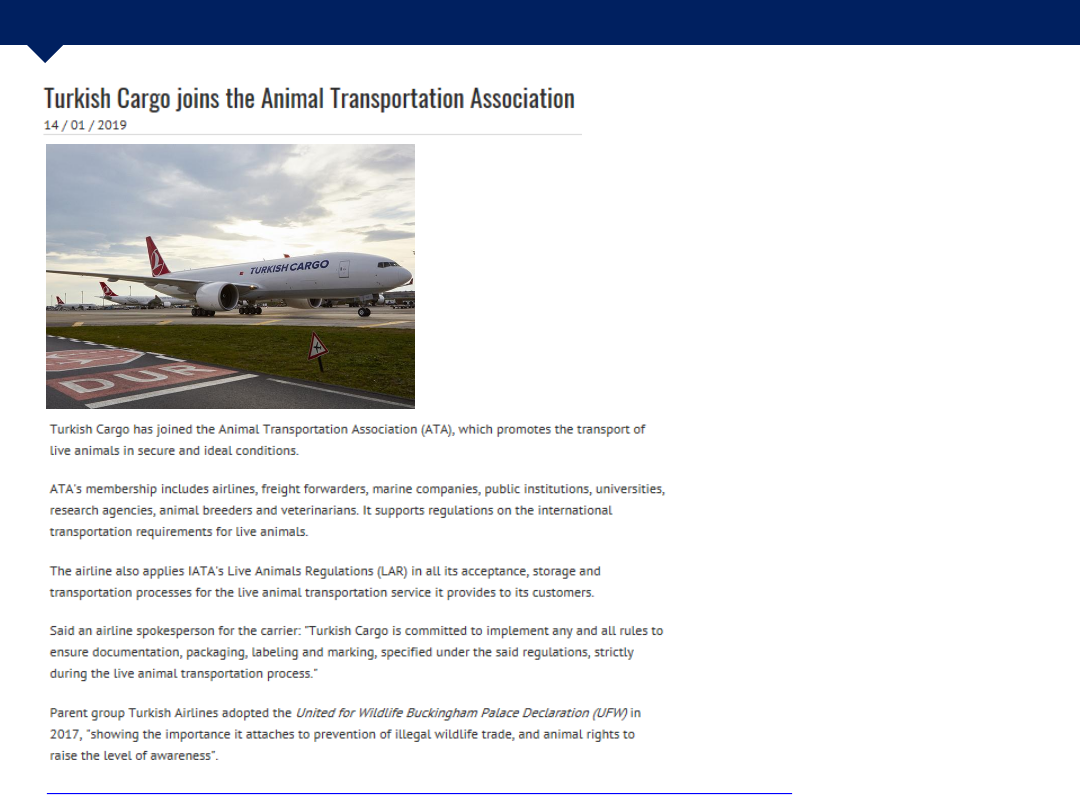 Turkish Cargo joins the Animal Transportation Association
14 / 01 / 2019
TURKISH CARGO
DUR
Turkish Cargo has joined the Animal Transportation Association (ATA), which promotes the transport of
live animals in secure and ideal conditions.
ATA's membership includes airlines, freight forwarders, marine companies, public institutions, universities,
research agencies, animal breeders and veterinarians. It supports regulations on the international
transportation requirements for live animals.
The airline also applies IATA's Live Animals Regulations (LAR) in all its acceptance, storage and
transportation processes for the live animal transportation service it provides to its customers.
Said an airline spokesperson for the carrier: "Turkish Cargo is committed to implement any and all rules to
ensure documentation, packaging, labeling and marking, specified under the said regulations, strictly
during the live animal transportation process."
Parent group Turkish Airlines adopted the United for Wildlife Buckingham Palace Declaration (UFW) in
2017, "showing the importance it attaches to prevention of illegal wildlife trade, and animal rights to
raise the level of awareness".